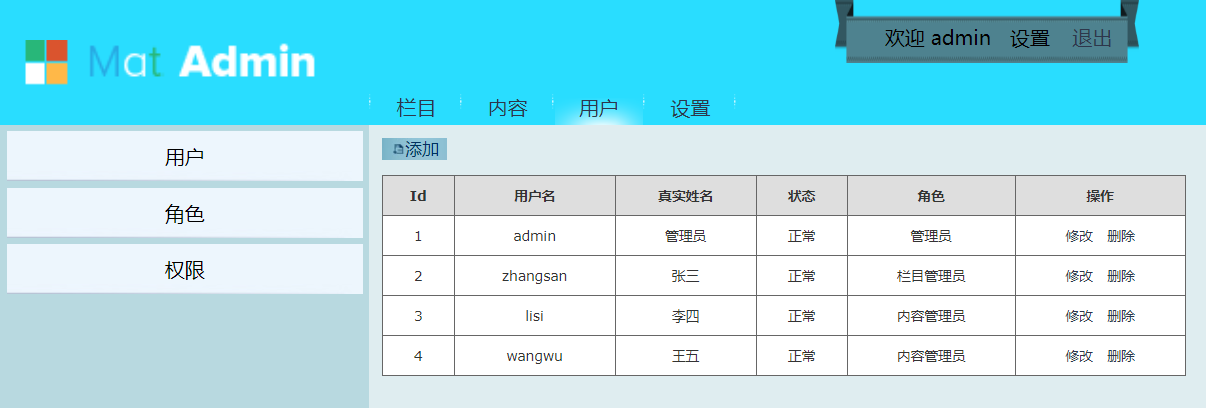 欢迎 admin 设置 退出
Mat Admin
栏目 内容 用户 设置
用户
角色
权限
添加
Id 用户名 真实姓名 状态 角色 操作
1 admin 管理员 正常 管理员 修改 删除
2 zhangsan 张三 正常 栏目管理员 修改 删除
3 lisi 李四 正常 内容管理员 修改 删除
4 wangwu 王五 正常 内容管理员 修改 删除